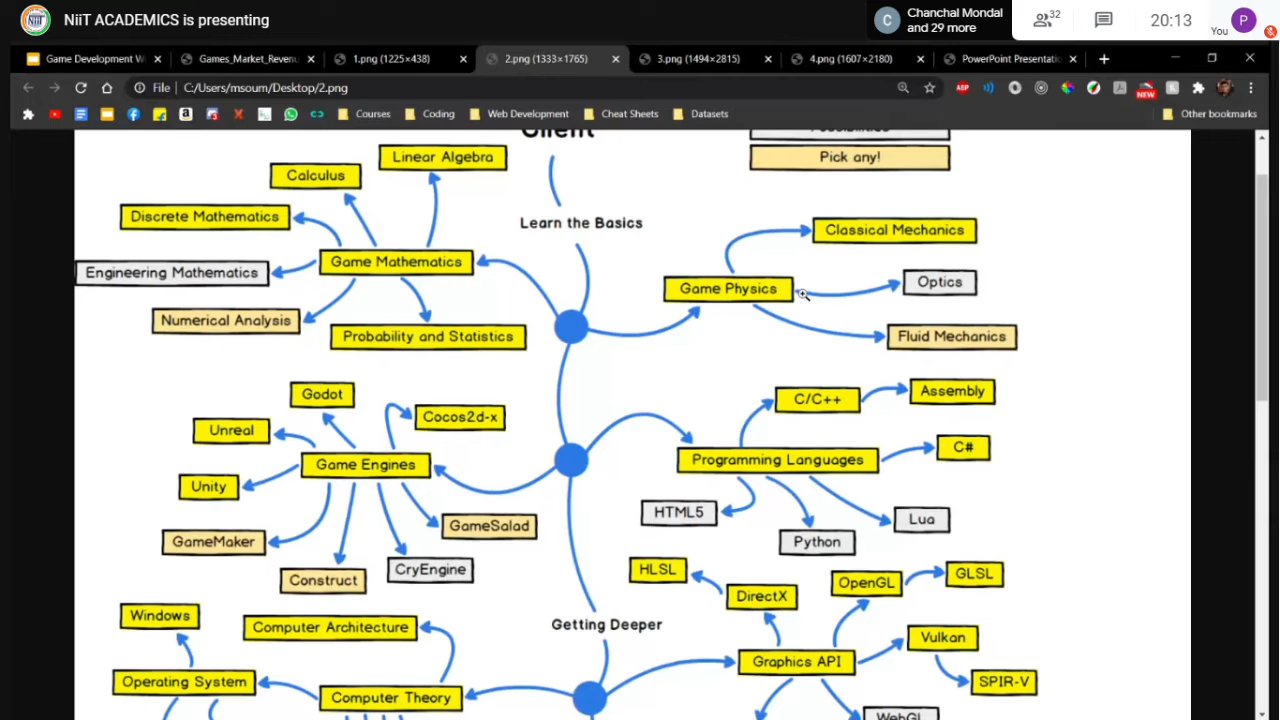 NiiT ACADEMICS is presenting
C
Chanchal Mondal
and 29 more
32
20:13
You
P
Game Development W
Games_Market_Revenu
1.png (1225×438)
2.png (1333×1765)
3.png (1494×2815)
4.png (1607×2180)
PowerPoint Presentatio
File
C:/Users/msoum/Desktop/2.png
ABP
NEW
Courses
Coding
Web Development
Cheat Sheets
Datasets
Other bookmarks
Client
Possibilities
Pick any!
Linear Algebra
Calculus
Discrete Mathematics
Learn the Basics
Classical Mechanics
Game Mathematics
Engineering Mathematics
Game Physics
Optics
Numerical Analysis
Probability and Statistics
Fluid Mechanics
Godot
Cocos2d-x
C/C++
Assembly
Unreal
Game Engines
Programming Languages
C#
Unity
HTML5
Lua
GameMaker
GameSalad
Python
Construct
CryEngine
HLSL
DirectX
OpenGL
GLSL
Windows
Computer Architecture
Getting Deeper
Vulkan
Graphics API
Operating System
Computer Theory
SPIR-V
WebGL